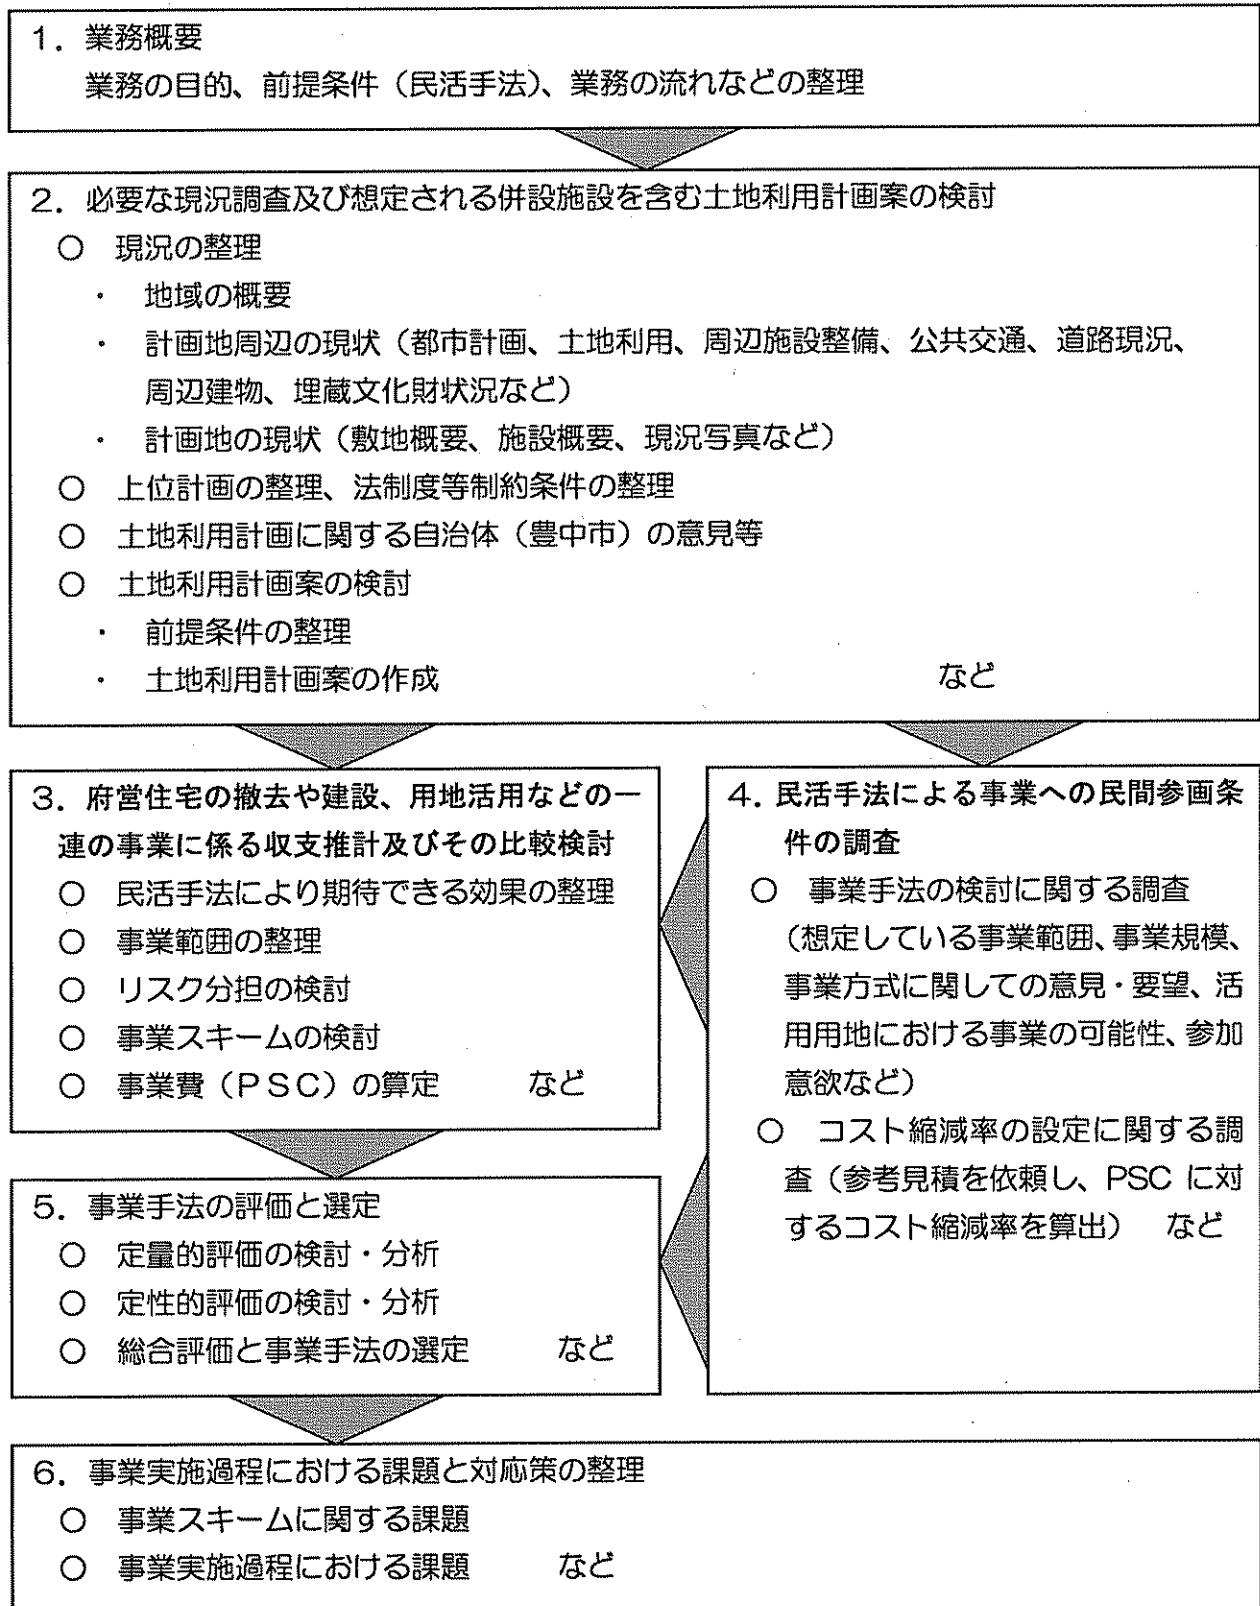 1．業務概要
業務の目的、前提条件（民活手法）、業務の流れなどの整理
2．必要な現況調査及び想定される併設施設を含む土地利用計画案の検討
○ 現況の整理
・ 地域の概要
・ 計画地周辺の現状（都市計画、土地利用、周辺施設整備、公共交通、道路現況、
周辺建物、埋蔵文化財状況など）
・ 計画地の現状（敷地概要、施設概要、現況写真など）
○ 上位計画の整理、法制度等制約条件の整理
○ 土地利用計画に関する自治体（豊中市）の意見等
○ 土地利用計画案の検討
・ 前提条件の整理
・ 土地利用計画案の作成 など
3．府営住宅の撤去や建設、用地活用などの一
連の事業に係る収支推計及びその比較検討
○ 民活手法により期待できる効果の整理
○ 事業範囲の整理
○ リスク分担の検討
○ 事業スキームの検討
○ 事業費（PSC）の算定 など
4．民活手法による事業への民間参画条
件の調査
○ 事業手法の検討に関する調査
（想定している事業範囲、事業規模、
事業方式に関しての意見・要望、活
用用地における事業の可能性、参加
意欲など）
○ コスト縮減率の設定に関する調
査（参考見積を依頼し、PSC に対
するコスト縮減率を算出） など
5．事業手法の評価と選定
○ 定量的評価の検討・分析
○ 定性的評価の検討・分析
○ 総合評価と事業手法の選定 など
6．事業実施過程における課題と対応策の整理
○ 事業スキームに関する課題
○ 事業実施過程における課題 など